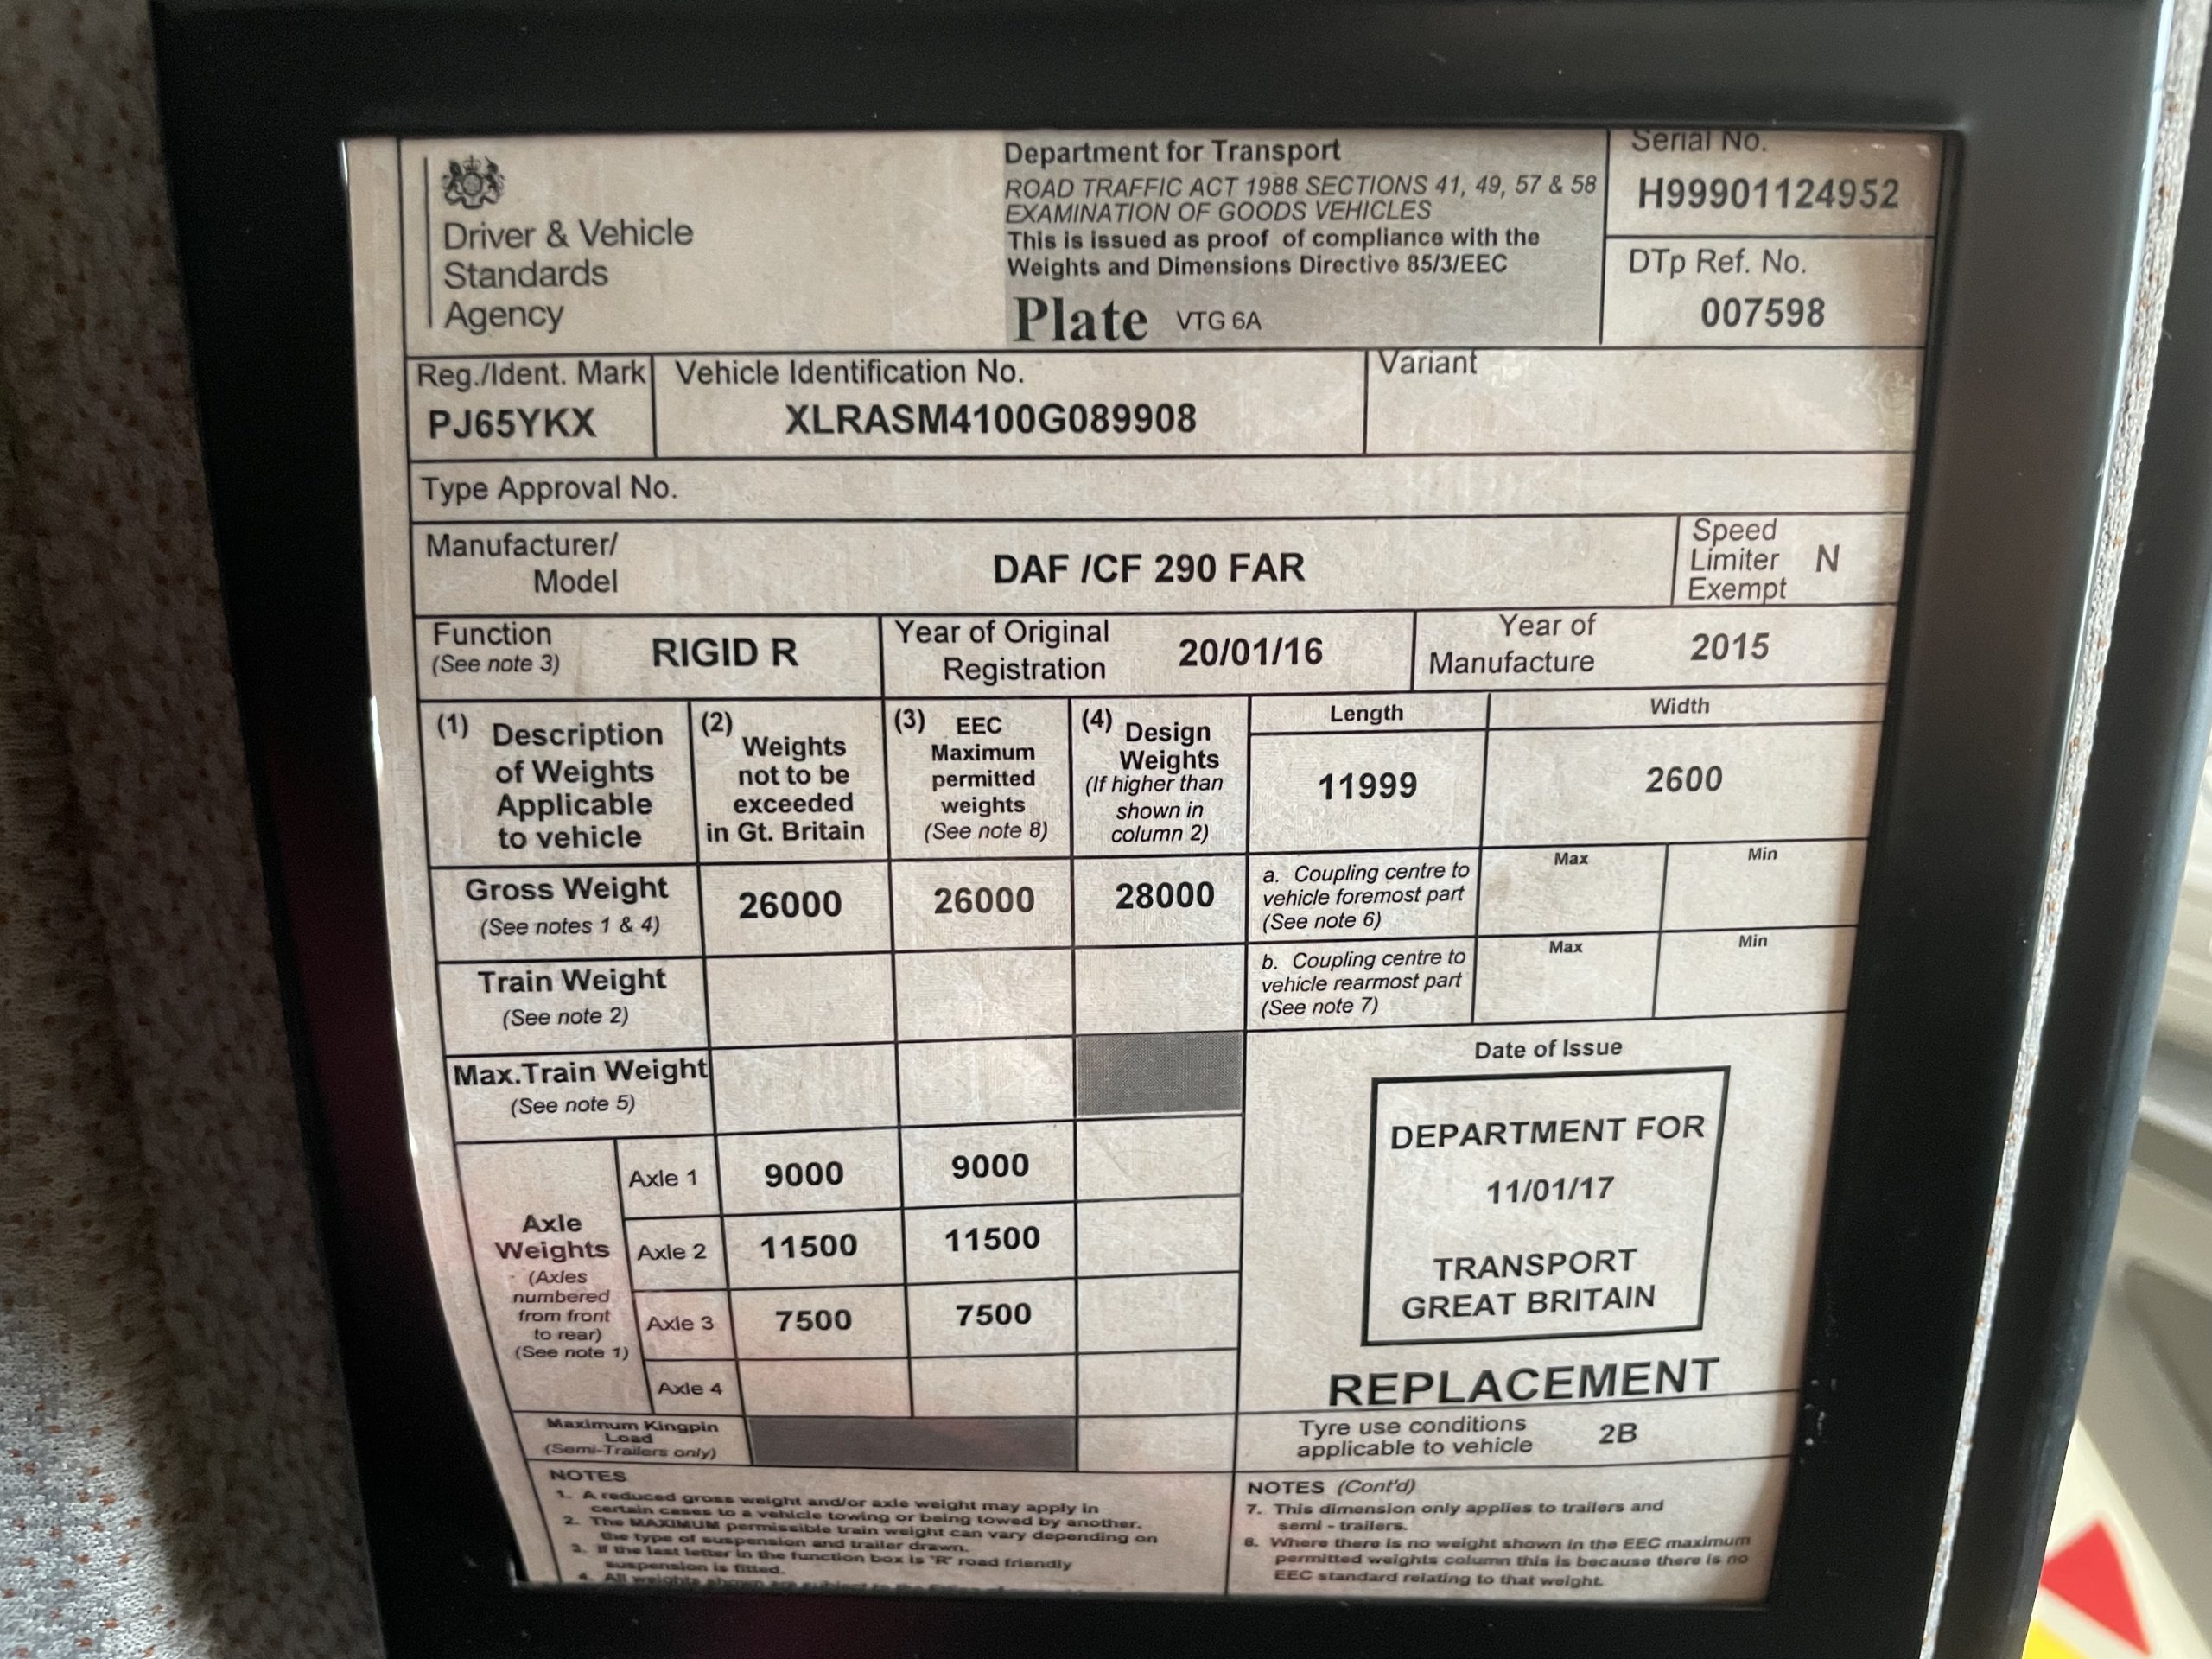 Driver & Vehicle
Standards
Agency
Department for Transport
ROAD TRAFFIC ACT 1988 SECTIONS 41, 49, 57 & 58
EXAMINATION OF GOODS VEHICLES
This is issued as proof of compliance with the
Weights and Dimensions Directive 85/3/EEC
Plate VTG 6A
Serial No.
H99901124952
DTp Ref. No.
007598
Reg./Ident. Mark
PJ65YKX
Vehicle Identification No.
XLRASM4100G089908
Variant
Type Approval No.
Manufacturer/
Model
DAF /CF 290 FAR
Speed
Limiter
Exempt
N
Function
(See note 3)
RIGID R
Year of Original
Registration
20/01/16
Year of
Manufacture
2015
(1) Description
of Weights
Applicable
to vehicle
(2) Weights
not to be
exceeded
in Gt. Britain
(3) EEC
Maximum
permitted
weights
(See note 8)
(4) Design
Weights
(If higher than
shown in
column 2)
Length
11999
Width
2600
Gross Weight
(See notes 1 & 4)
26000
26000
28000
a. Coupling centre to
vehicle foremost part
(See note 6)
Max
Min
Train Weight
(See note 2)
b. Coupling centre to
vehicle rearmost part
(See note 7)
Max
Min
Max.Train Weight
(See note 5)
Axle
Weights
(Axles
numbered
from front
to rear)
(See note 1)
Axle 1
9000
9000
Axle 2
11500
11500
Axle 3
7500
7500
Axle 4
Maximum Kingpin
Load
(Semi-Trailers only)
Date of Issue
DEPARTMENT FOR
11/01/17
TRANSPORT
GREAT BRITAIN
REPLACEMENT
Tyre use conditions
applicable to vehicle
2B
NOTES
1. A reduced gross weight and/or axle weight may apply in
certain cases to a vehicle towing or being towed by another.
2. The MAXIMUM permissible train weight can vary depending on
the type of suspension and trailer drawn.
3. If the last letter in the function box is 'R' road friendly
suspension is fitted.
4. All weights shown are subject to the
NOTES (Cont'd)
7. This dimension only applies to trailers and
semi - trailers.
8. Where there is no weight shown in the EEC maximum
permitted weights column this is because there is no
EEC standard relating to that weight.